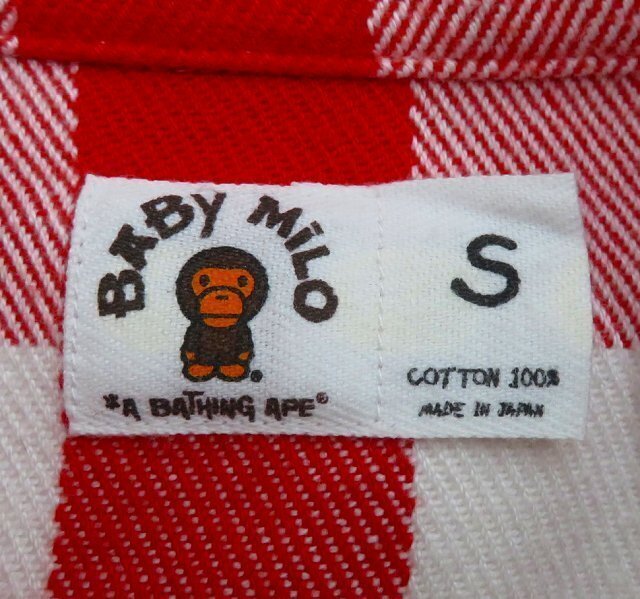 BABY MiLO
*A BATHING APE®
S
COTTON 100%
MADE IN JAPAN